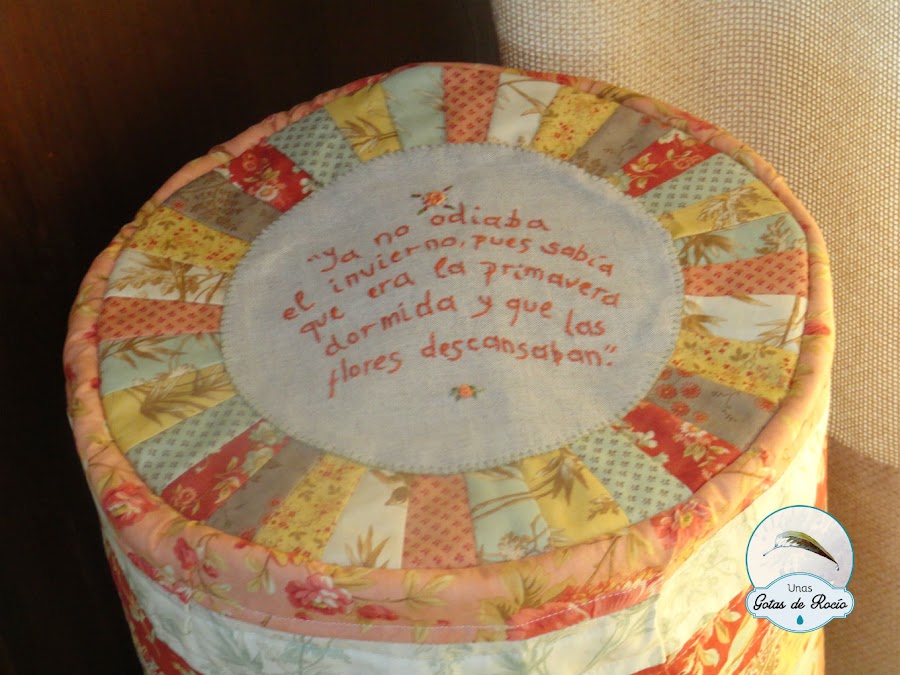 "Ya no odiaba
el invierno, pues sabía
que era la primavera
dormida y que las
flores descansaban".
Unas
Gotas de Rocío